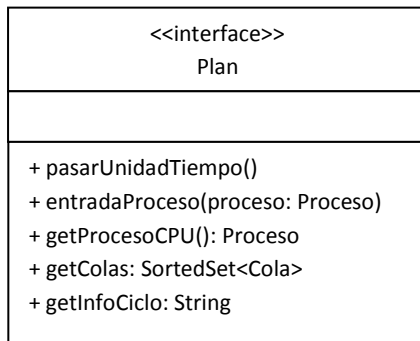 <<interface>>
Plan
+ pasarUnidadTiempo()
+ entradaProceso(proceso: Proceso)
+ getProcesoCPU(): Proceso
+ getColas: SortedSet<Cola>
+ getInfoCiclo: String